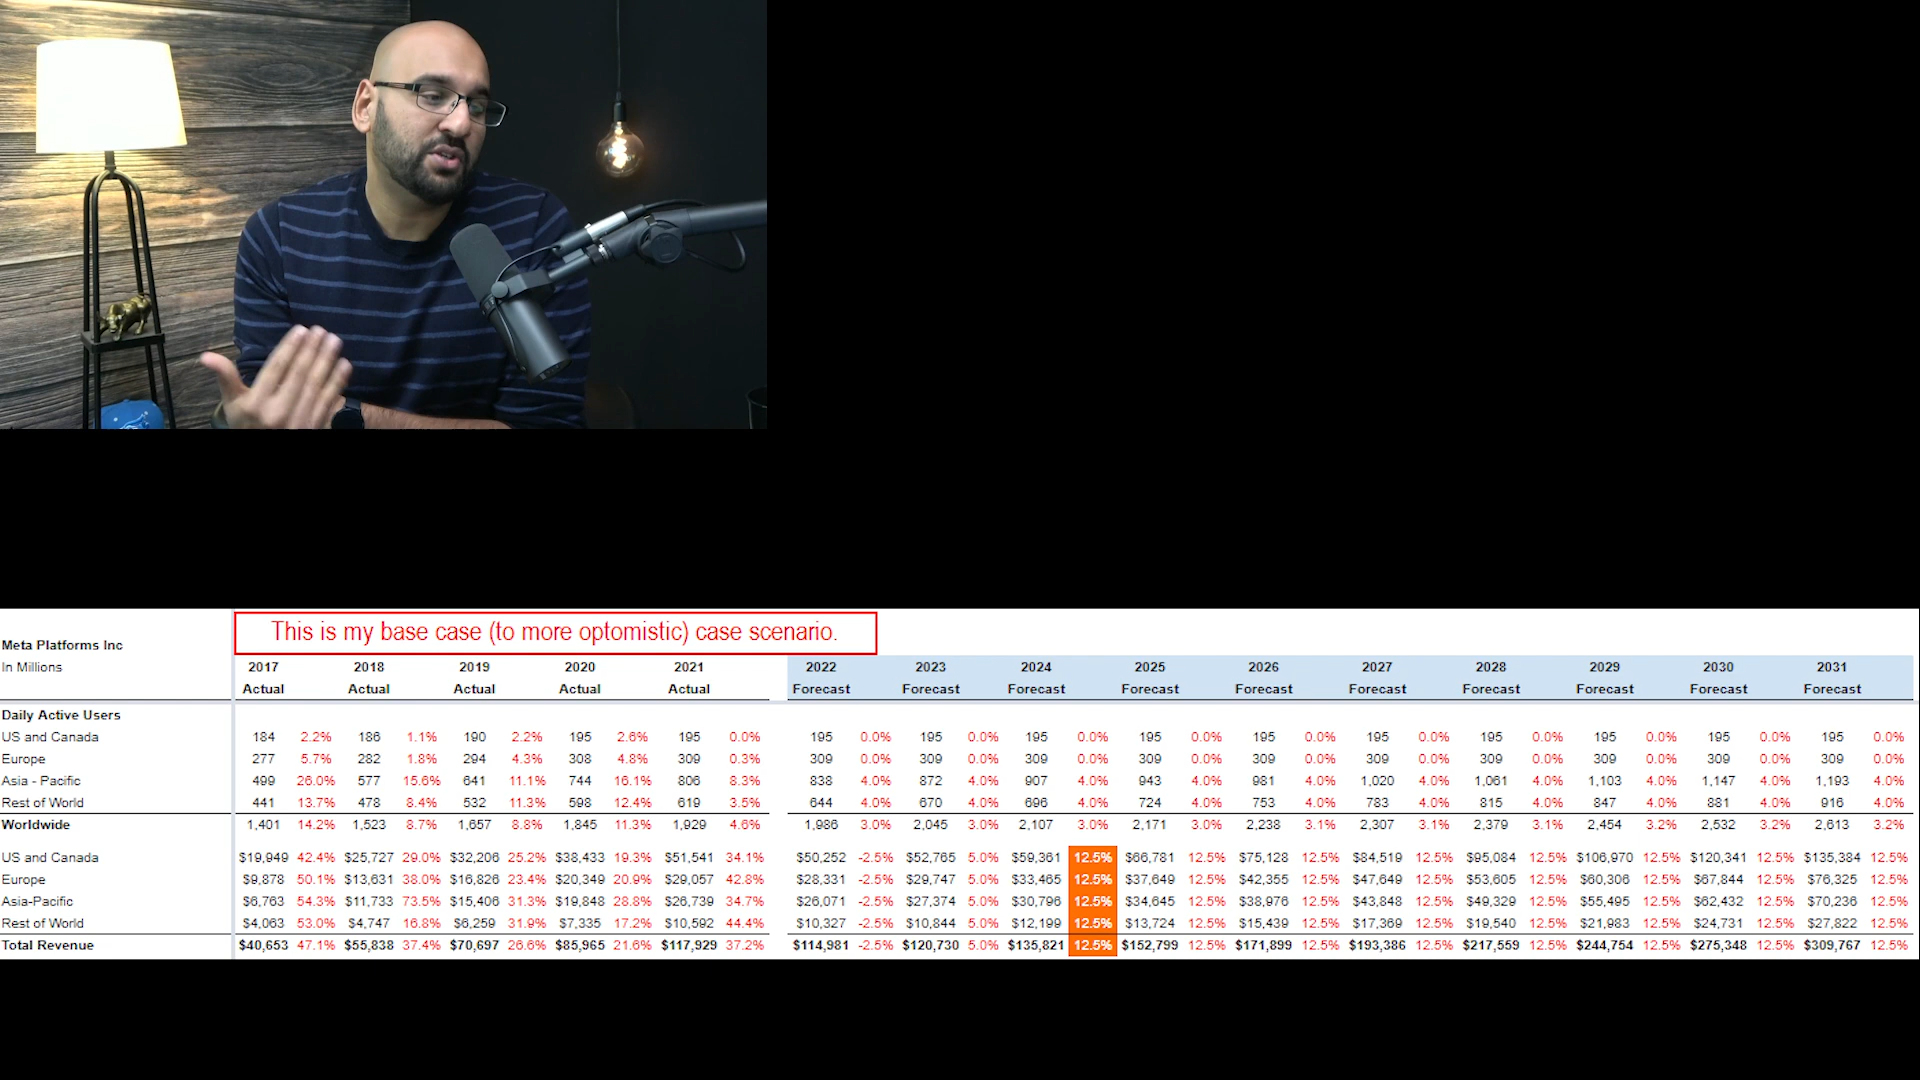 This is my base case (to more optomistic) case scenario.
Meta Platforms Inc
In Millions 2017 2018 2019 2020 2021 2022 2023 2024 2025 2026 2027 2028 2029 2030 2031
Actual Actual Actual Actual Actual Forecast Forecast Forecast Forecast Forecast Forecast Forecast Forecast Forecast Forecast
Daily Active Users
US and Canada 184 2.2% 186 1.1% 190 2.2% 195 2.6% 195 0.0% 195 0.0% 195 0.0% 195 0.0% 195 0.0% 195 0.0% 195 0.0% 195 0.0% 195 0.0% 195 0.0% 195 0.0%
Europe 277 5.7% 282 1.8% 294 4.3% 308 4.8% 309 0.3% 309 0.0% 309 0.0% 309 0.0% 309 0.0% 309 0.0% 309 0.0% 309 0.0% 309 0.0% 309 0.0% 309 0.0%
Asia - Pacific 499 26.0% 577 15.6% 641 11.1% 744 16.1% 806 8.3% 838 4.0% 872 4.0% 907 4.0% 943 4.0% 981 4.0% 1,020 4.0% 1,061 4.0% 1,103 4.0% 1,147 4.0% 1,193 4.0%
Rest of World 441 13.7% 478 8.4% 532 11.3% 598 12.4% 619 3.5% 644 4.0% 670 4.0% 696 4.0% 724 4.0% 753 4.0% 783 4.0% 815 4.0% 847 4.0% 881 4.0% 916 4.0%
Worldwide 1,401 14.2% 1,523 8.7% 1,657 8.8% 1,845 11.3% 1,929 4.6% 1,986 3.0% 2,045 3.0% 2,107 3.0% 2,171 3.0% 2,238 3.1% 2,307 3.1% 2,379 3.1% 2,454 3.2% 2,532 3.2% 2,613 3.2%
US and Canada $19,949 42.4% $25,727 29.0% $32,206 25.2% $38,433 19.3% $51,541 34.1% $50,252 -2.5% $52,765 5.0% $59,361 12.5% $66,781 12.5% $75,128 12.5% $84,519 12.5% $95,084 12.5% $106,970 12.5% $120,341 12.5% $135,384 12.5%
Europe $9,878 50.1% $13,631 38.0% $16,826 23.4% $20,349 20.9% $29,057 42.8% $28,331 -2.5% $29,747 5.0% $33,465 12.5% $37,649 12.5% $42,355 12.5% $47,649 12.5% $53,605 12.5% $60,306 12.5% $67,844 12.5% $76,325 12.5%
Asia-Pacific $6,763 54.3% $11,733 73.5% $15,406 31.3% $19,848 28.8% $26,739 34.7% $26,071 -2.5% $27,374 5.0% $30,796 12.5% $34,645 12.5% $38,976 12.5% $43,848 12.5% $49,329 12.5% $55,495 12.5% $62,432 12.5% $70,236 12.5%
Rest of World $4,063 53.0% $4,747 16.8% $6,259 31.9% $7,335 17.2% $10,592 44.4% $10,327 -2.5% $10,844 5.0% $12,199 12.5% $13,724 12.5% $15,439 12.5% $17,369 12.5% $19,540 12.5% $21,983 12.5% $24,731 12.5% $27,822 12.5%
Total Revenue $40,653 47.1% $55,838 37.4% $70,697 26.6% $85,965 21.6% $117,929 37.2% $114,981 -2.5% $120,730 5.0% $135,821 12.5% $152,799 12.5% $171,899 12.5% $193,386 12.5% $217,559 12.5% $244,754 12.5% $275,348 12.5% $309,767 12.5%